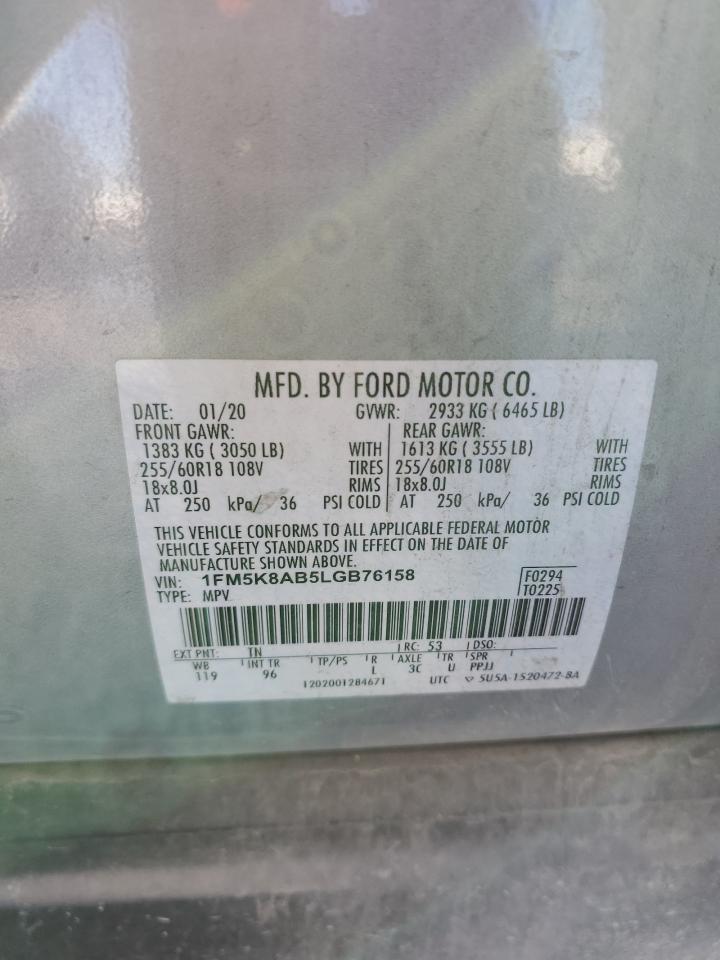 MFD. BY FORD MOTOR CO.
DATE: 01/20 GVWR: 2933 KG ( 6465 LB)
FRONT GAWR: REAR GAWR:
1383 KG ( 3050 LB) WITH 1613 KG ( 3555 LB) WITH
255/60R18 108V TIRES 255/60R18 108V TIRES
18x8.0J RIMS 18x8.0J RIMS
AT 250 kPa/ 36 PSI COLD AT 250 kPa/ 36 PSI COLD
THIS VEHICLE CONFORMS TO ALL APPLICABLE FEDERAL MOTOR
VEHICLE SAFETY STANDARDS IN EFFECT ON THE DATE OF
MANUFACTURE SHOWN ABOVE.
VIN: 1FM5K8AB5LGB76158 F0294
TYPE: MPV T0225
EXT PNT: TN RC: 53 DSO:
WB INT TR TP/PS R AXLE TR SPR
119 96 L 3C U PPJJ
1202001284671 UTC ▽ 5U5A-1520472-BA